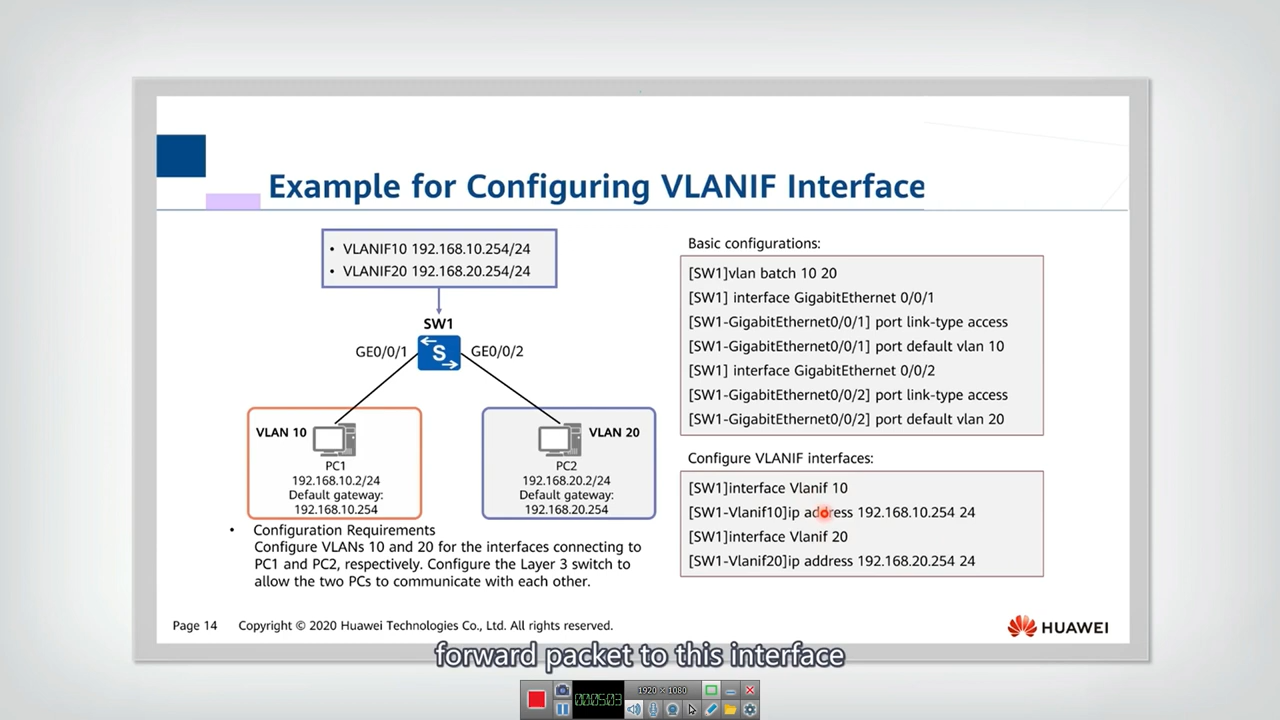 Example for Configuring VLANIF Interface
• VLANIF10 192.168.10.254/24
• VLANIF20 192.168.20.254/24
SW1
S
GE0/0/1
GE0/0/2
VLAN 10
PC1
192.168.10.2/24
Default gateway:
192.168.10.254
VLAN 20
PC2
192.168.20.2/24
Default gateway:
192.168.20.254
• Configuration Requirements
Configure VLANs 10 and 20 for the interfaces connecting to
PC1 and PC2, respectively. Configure the Layer 3 switch to
allow the two PCs to communicate with each other.
Basic configurations:
[SW1]vlan batch 10 20
[SW1] interface GigabitEthernet 0/0/1
[SW1-GigabitEthernet0/0/1] port link-type access
[SW1-GigabitEthernet0/0/1] port default vlan 10
[SW1] interface GigabitEthernet 0/0/2
[SW1-GigabitEthernet0/0/2] port link-type access
[SW1-GigabitEthernet0/0/2] port default vlan 20
Configure VLANIF interfaces:
[SW1]interface Vlanif 10
[SW1-Vlanif10]ip address 192.168.10.254 24
[SW1]interface Vlanif 20
[SW1-Vlanif20]ip address 192.168.20.254 24
Page 14 Copyright © 2020 Huawei Technologies Co., Ltd. All rights reserved.
HUAWEI
forward packet to this interface
000503
1920 × 1080